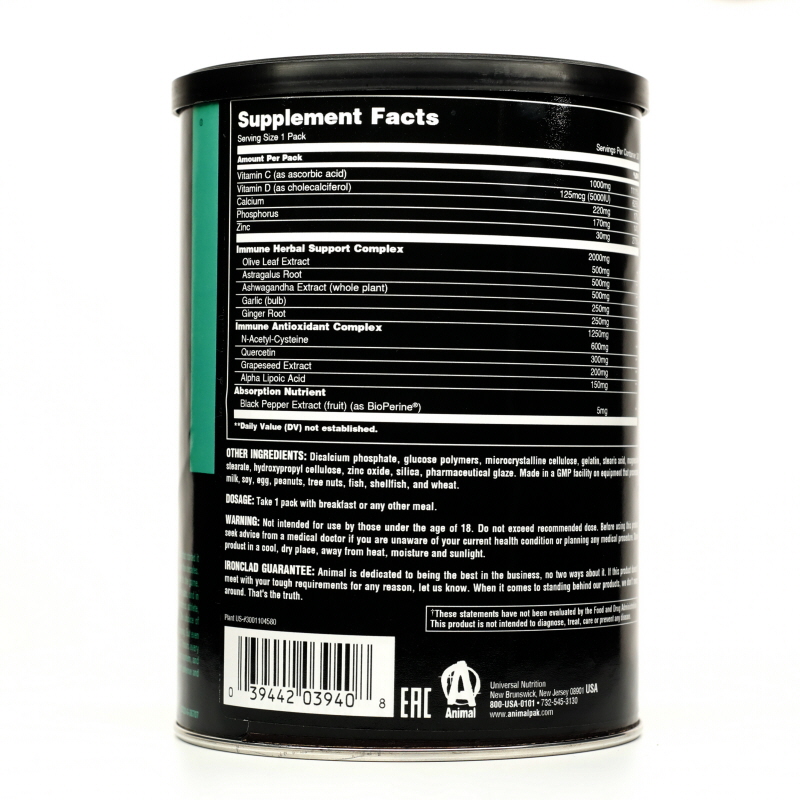 Supplement Facts
Serving Size 1 Pack
Servings Per
Amount Per Pack
Vitamin C (as ascorbic acid) 1000mg
Vitamin D (as cholecalciferol) 125mcg (5000IU)
Calcium 220mg
Phosphorus 170mg
Zinc 30mg
Immune Herbal Support Complex 2000mg
Olive Leaf Extract 500mg
Astragalus Root 500mg
Ashwagandha Extract (whole plant) 500mg
Garlic (bulb) 250mg
Ginger Root 250mg
Immune Antioxidant Complex 1250mg
N-Acetyl-Cysteine 600mg
Quercetin 300mg
Grapeseed Extract 200mg
Alpha Lipoic Acid 150mg
Absorption Nutrient
Black Pepper Extract (fruit) (as BioPerine®) 5mg
**Daily Value (DV) not established.
OTHER INGREDIENTS: Dicalcium phosphate, glucose polymers, microcrystalline cellulose, gelatin, stearic acid,
stearate, hydroxypropyl cellulose, zinc oxide, silica, pharmaceutical glaze. Made in a GMP facility on equipment that
milk, soy, egg, peanuts, tree nuts, fish, shellfish, and wheat.
DOSAGE: Take 1 pack with breakfast or any other meal.
WARNING: Not intended for use by those under the age of 18. Do not exceed recommended dose. Before using this
seek advice from a medical doctor if you are unaware of your current health condition or planning any medical
product in a cool, dry place, away from heat, moisture and sunlight.
IRONCLAD GUARANTEE: Animal is dedicated to being the best in the business, no two ways about it. If this product
meet with your tough requirements for any reason, let us know. When it comes to standing behind our products, we don't
around. That's the truth.
†These statements have not been evaluated by the Food and Drug
This product is not intended to diagnose, treat, care or prevent any
Plant US-#3001104580
0 39442 03940 8
EAC
A
Animal
Universal Nutrition
New Brunswick, New Jersey 08901 USA
800-USA-0101 • 732-545-3130
www.animalpak.com